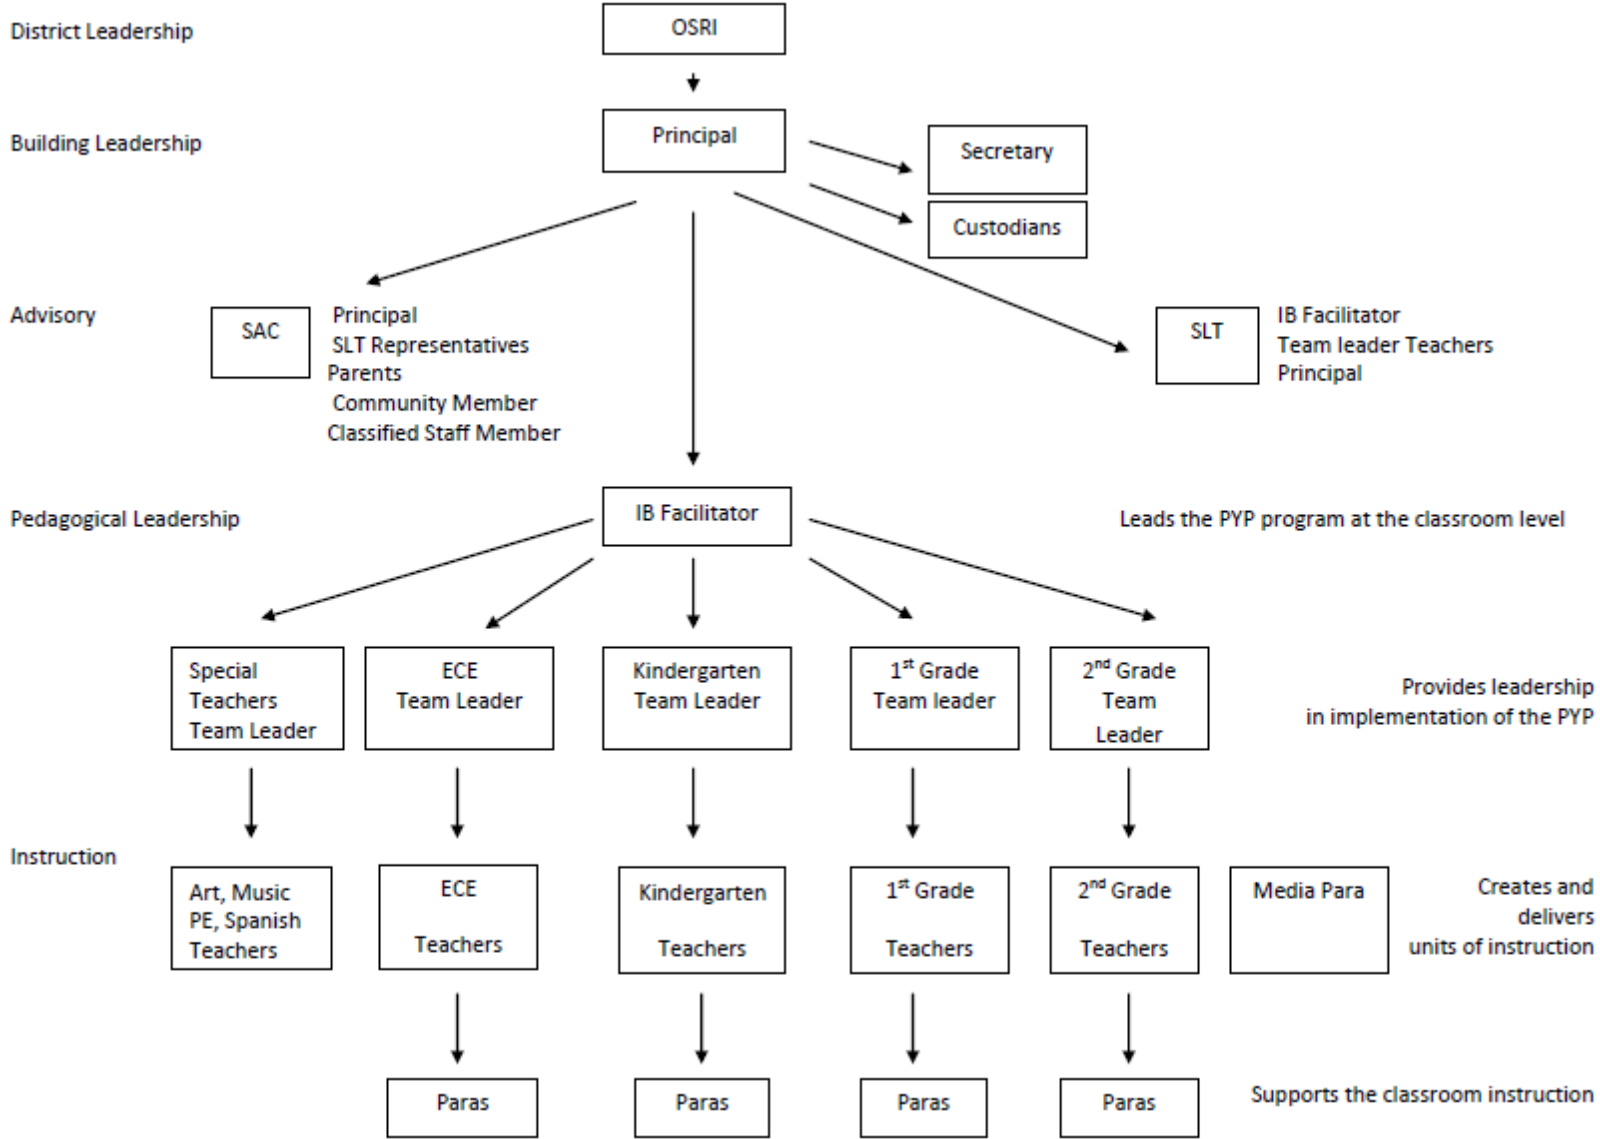 District Leadership
OSRI
Building Leadership
Principal
Secretary
Custodians
Advisory
SAC
Principal
SLT Representatives
Parents
Community Member
Classified Staff Member
SLT
IB Facilitator
Team leader Teachers
Principal
Pedagogical Leadership
IB Facilitator
Leads the PYP program at the classroom level
Special
Teachers
Team Leader
ECE
Team Leader
Kindergarten
Team Leader
1st Grade
Team leader
2nd Grade
Team
Leader
Provides leadership
in implementation of the PYP
Instruction
Art, Music
PE, Spanish
Teachers
ECE
Teachers
Kindergarten
Teachers
1st Grade
Teachers
2nd Grade
Teachers
Media Para
Creates and
delivers
units of instruction
Paras
Paras
Paras
Paras
Supports the classroom instruction